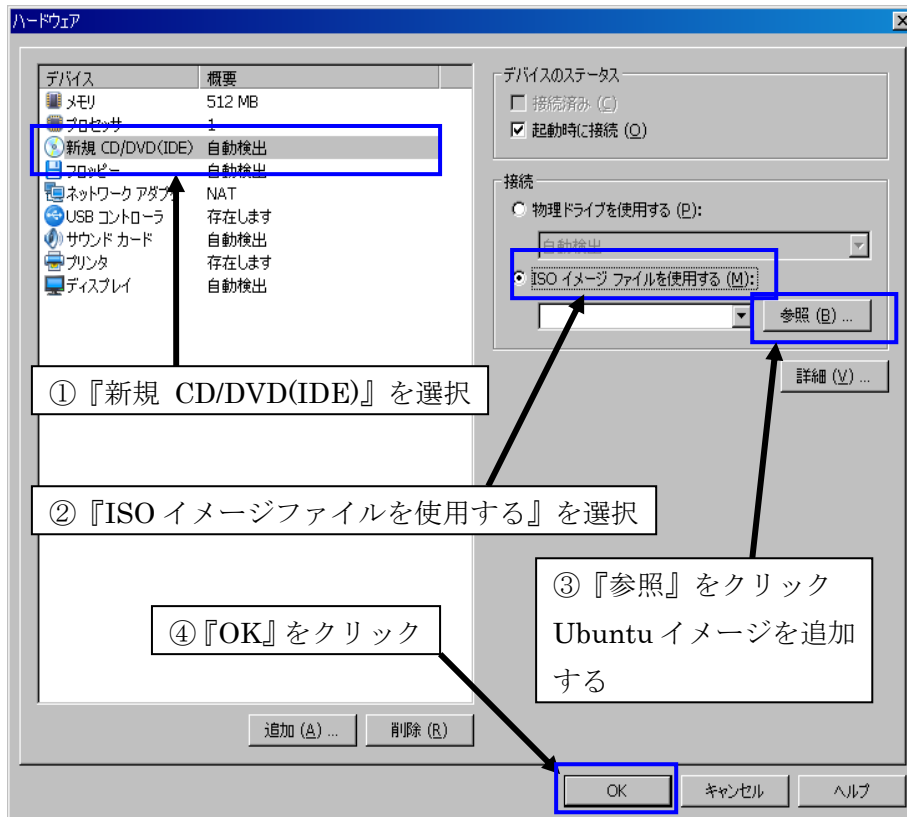 ハードウェア
デバイス 概要
メモリ 512 MB
プロセッサ 1
新規 CD/DVD(IDE) 自動検出
フロッピー 自動検出
ネットワーク アダプタ NAT
USB コントローラ 存在します
サウンド カード 自動検出
プリンタ 存在します
ディスプレイ 自動検出
デバイスのステータス
接続済み (C)
起動時に接続 (O)
接続
物理ドライブを使用する (P):
自動検出
ISO イメージ ファイルを使用する (M):
参照 (B) ...
詳細 (V) ...
①『新規 CD/DVD(IDE)』を選択
②『ISO イメージファイルを使用する』を選択
③『参照』をクリック
Ubuntu イメージを追加
する
④『OK』をクリック
追加 (A) ... 削除 (R)
OK キャンセル ヘルプ